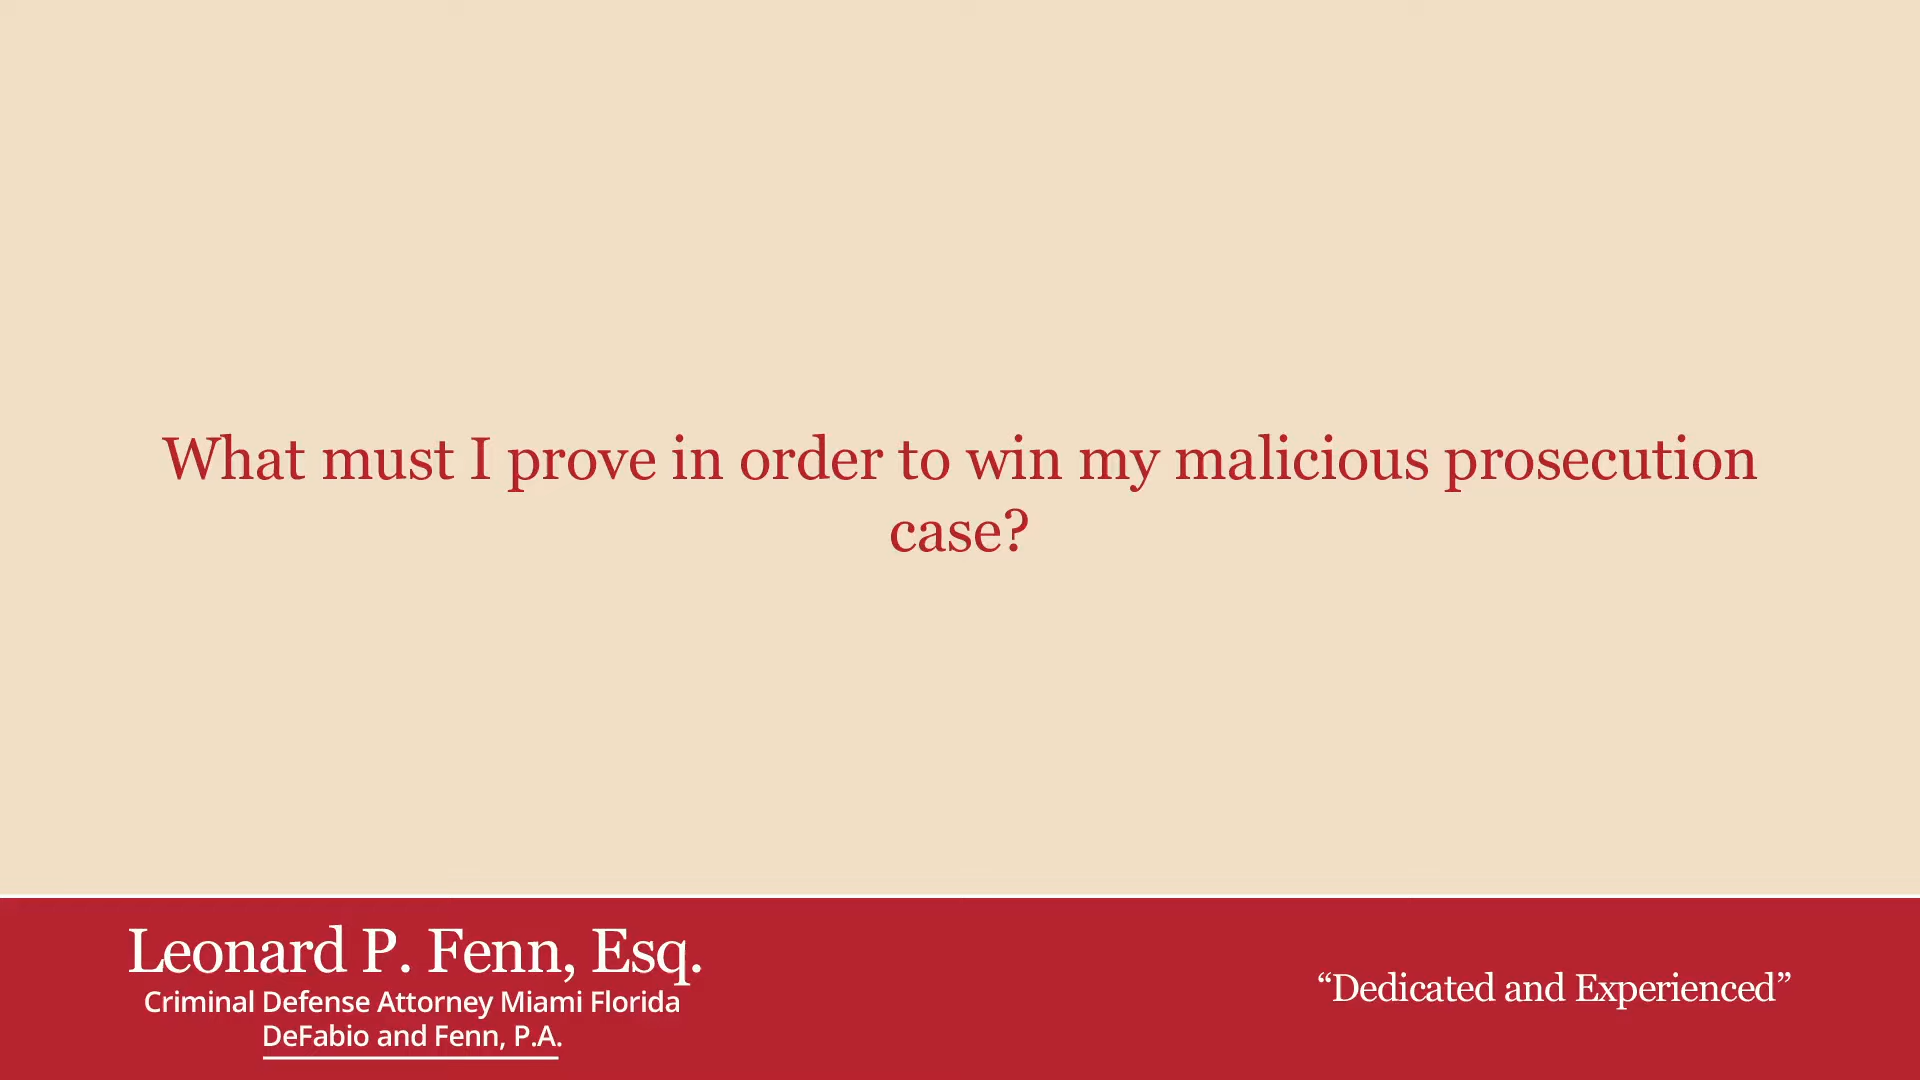 What must I prove in order to win my malicious prosecution
case?
Leonard P. Fenn, Esq.
Criminal Defense Attorney Miami Florida
DeFabio and Fenn, P.A.
“Dedicated and Experienced”